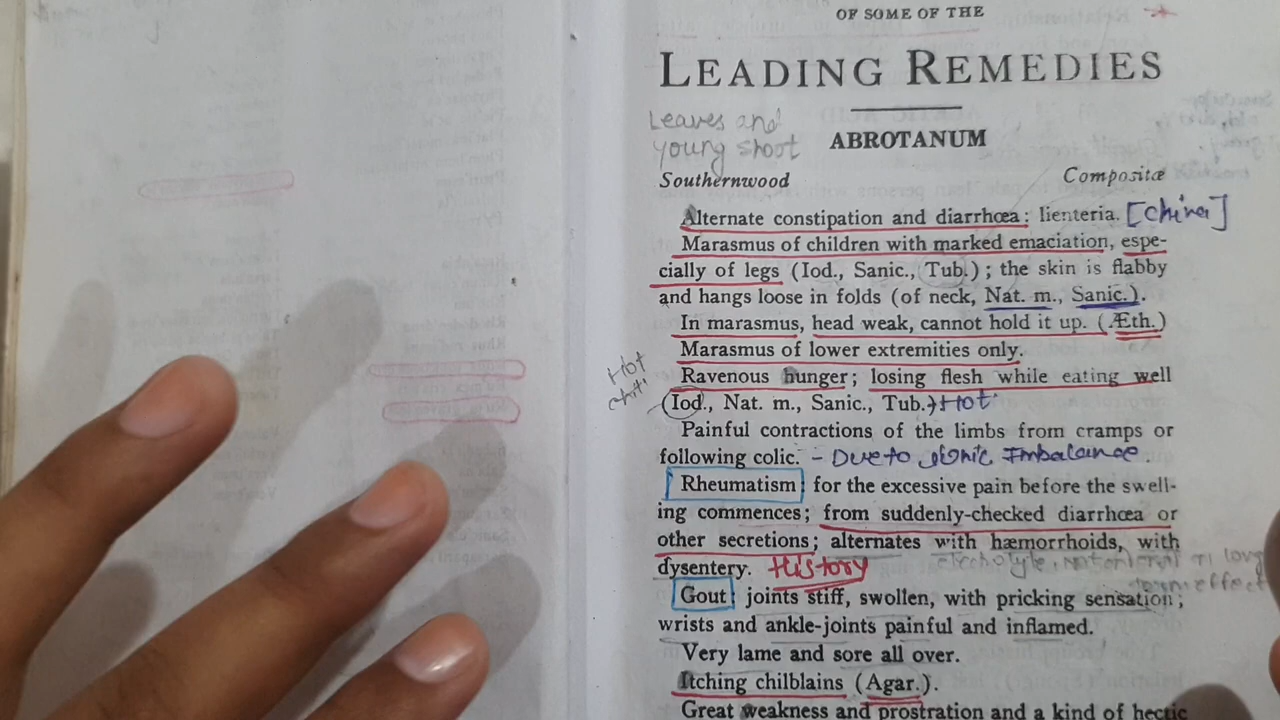 OF SOME OF THE
LEADING REMEDIES
Leaves and
young shoot
ABROTANUM
Southernwood Compositæ
Alternate constipation and diarrhœa: lienteria. [China]
Marasmus of children with marked emaciation, espe-
cially of legs (Iod., Sanic., Tub.); the skin is flabby
and hangs loose in folds (of neck, Nat. m., Sanic.).
In marasmus, head weak, cannot hold it up. (Æth.)
Marasmus of lower extremities only.
Ravenous hunger; losing flesh while eating well
Hot
(Iod., Nat. m., Sanic., Tub.) Hot
Painful contractions of the limbs from cramps or
following colic. - Due to Ionic Imbalance.
Rheumatism: for the excessive pain before the swell-
ing commences; from suddenly-checked diarrhœa or
other secretions; alternates with hæmorrhoids, with
dysentery. History
Gout: joints stiff, swollen, with pricking sensation;
wrists and ankle-joints painful and inflamed.
Very lame and sore all over.
Itching chilblains (Agar.).
Great weakness and prostration and a kind of hectic